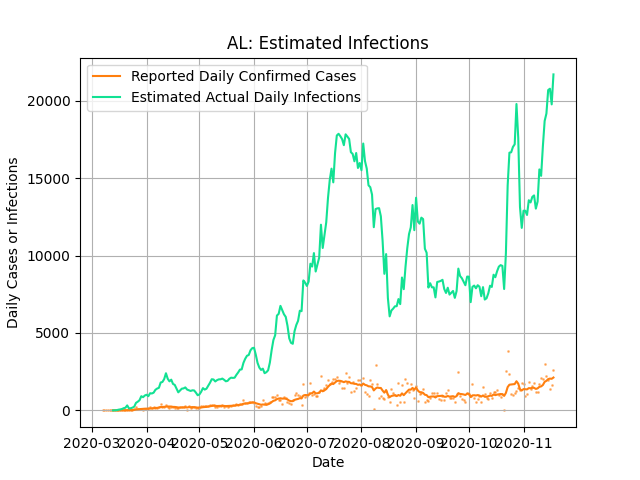 AL: Estimated Infections
Reported Daily Confirmed Cases
Estimated Actual Daily Infections
Daily Cases or Infections
20000
15000
10000
5000
0
2020-03 2020-04 2020-05 2020-06 2020-07 2020-08 2020-09 2020-10 2020-11
Date